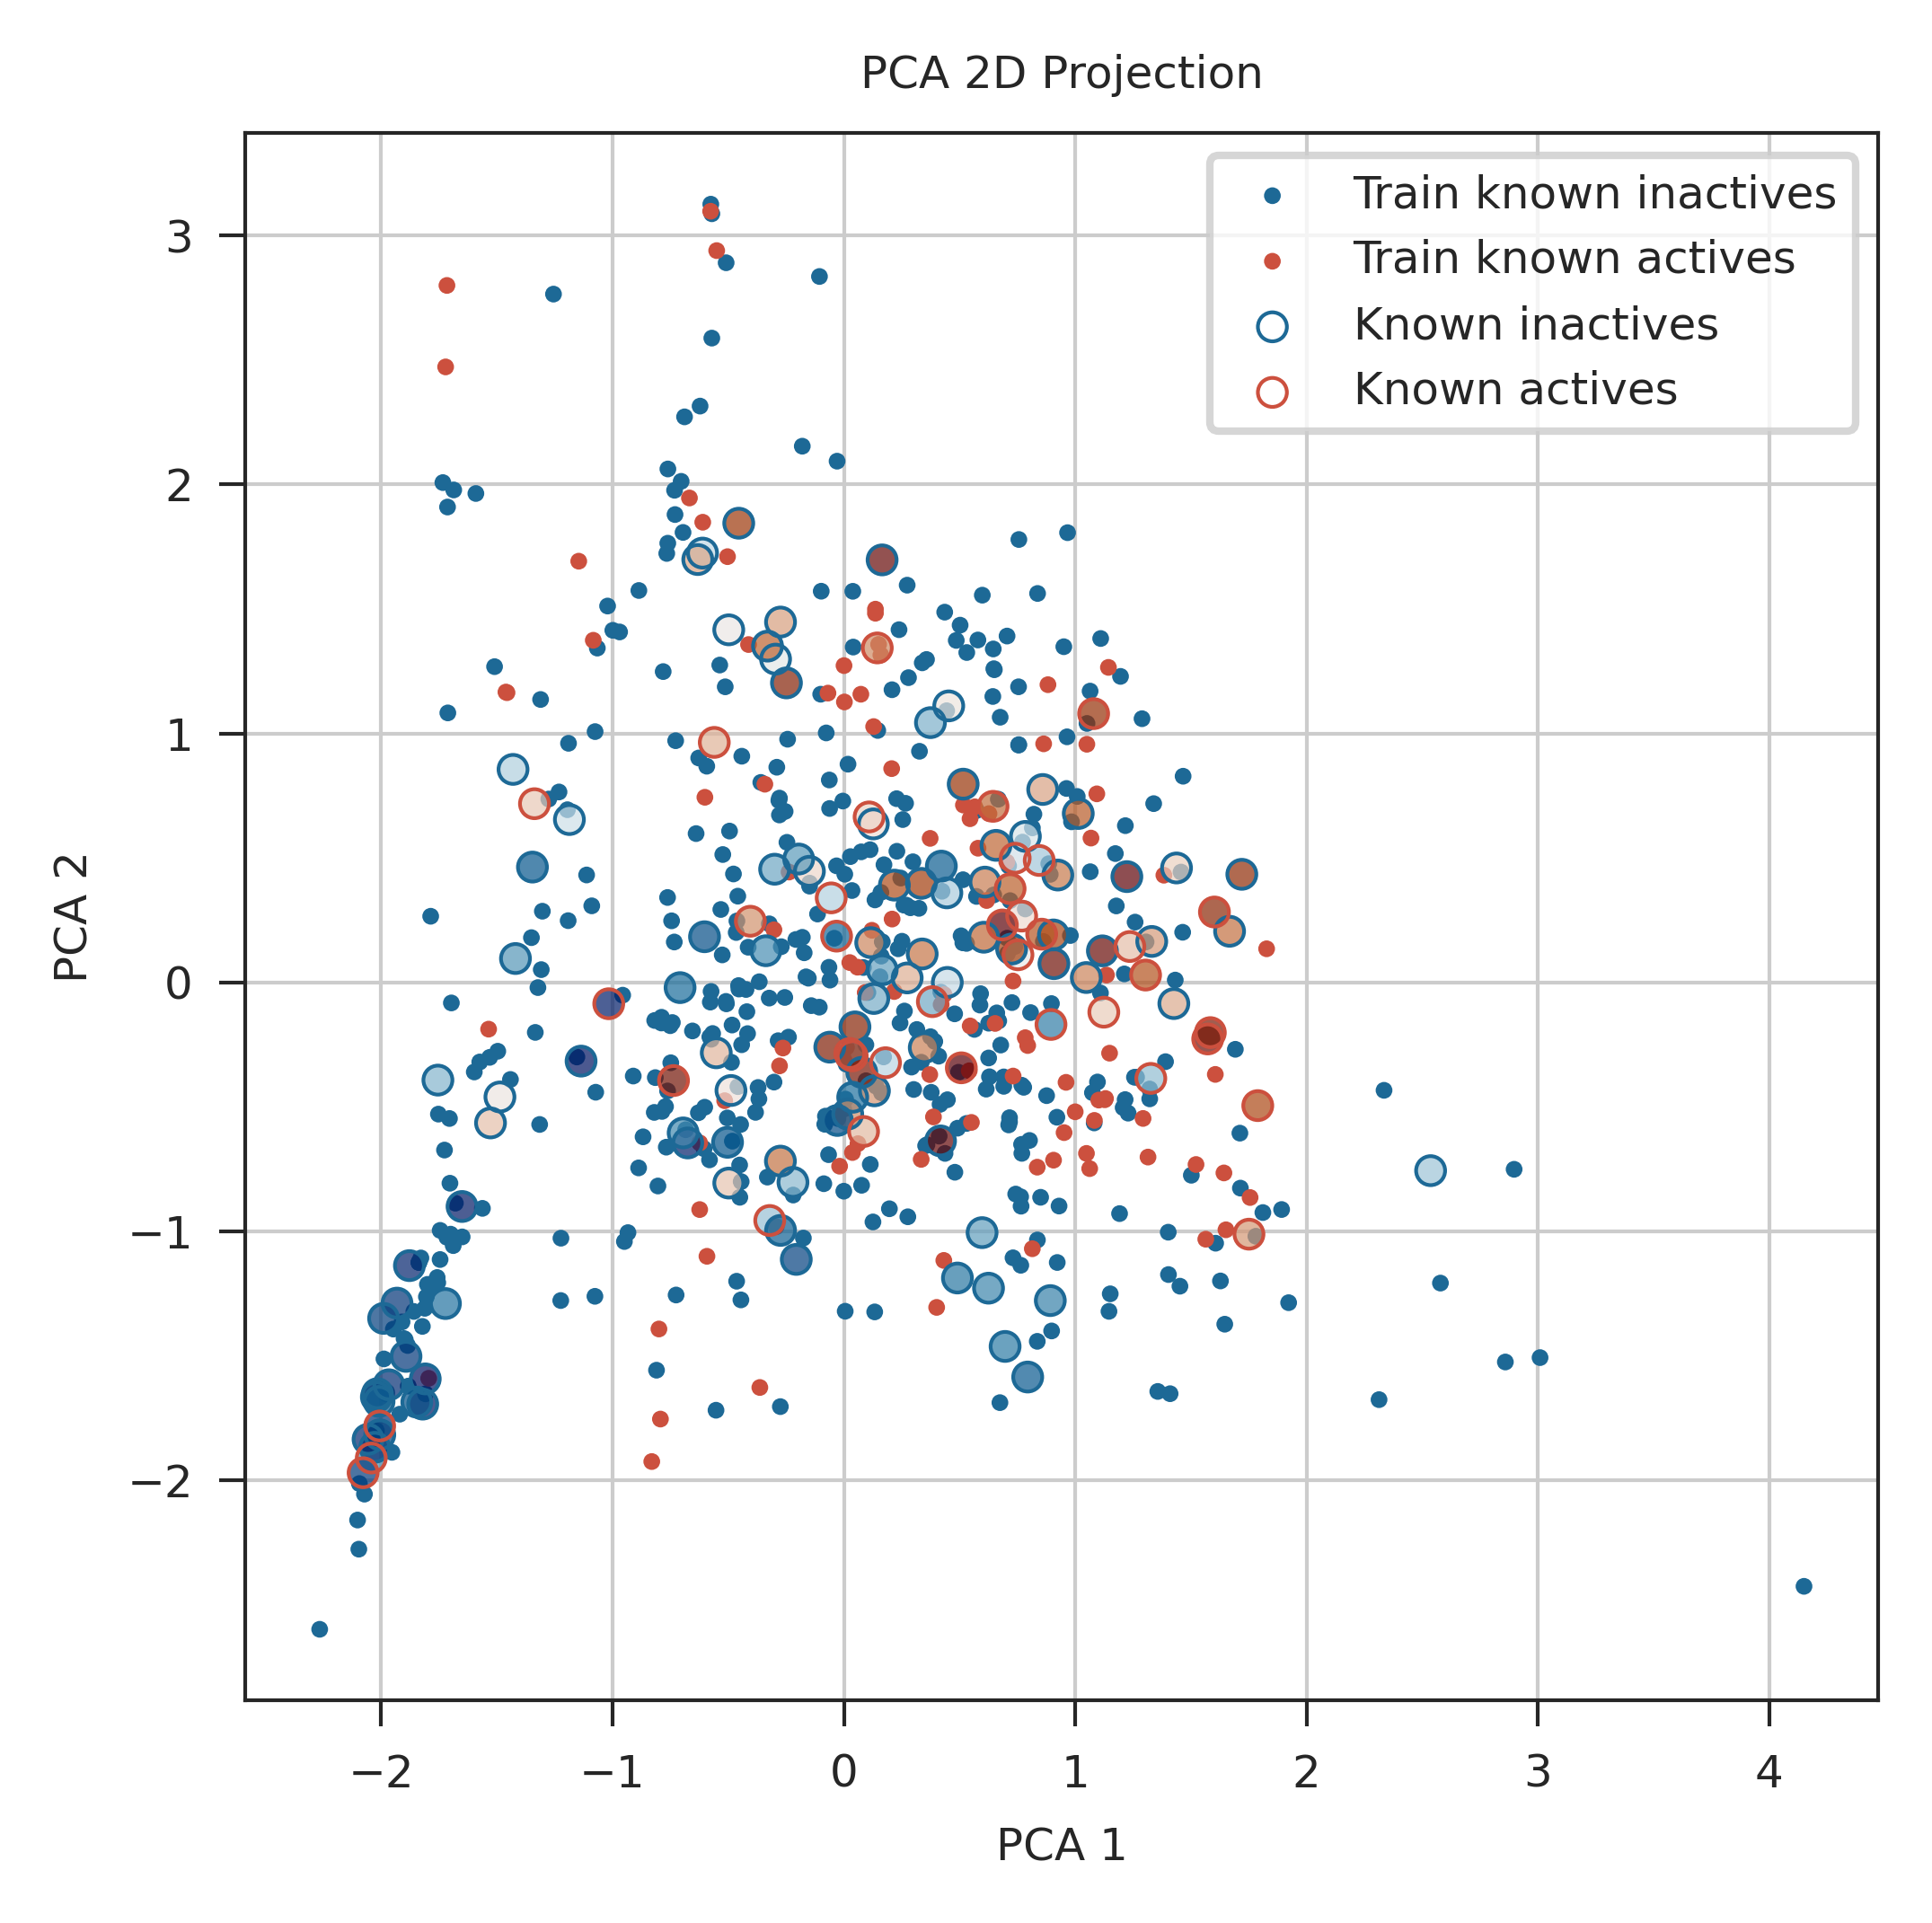 PCA 2D Projection
Train known inactives
Train known actives
Known inactives
Known actives
3
2
1
0
−1
−2
PCA 2
−2
−1
0
1
2
3
4
PCA 1